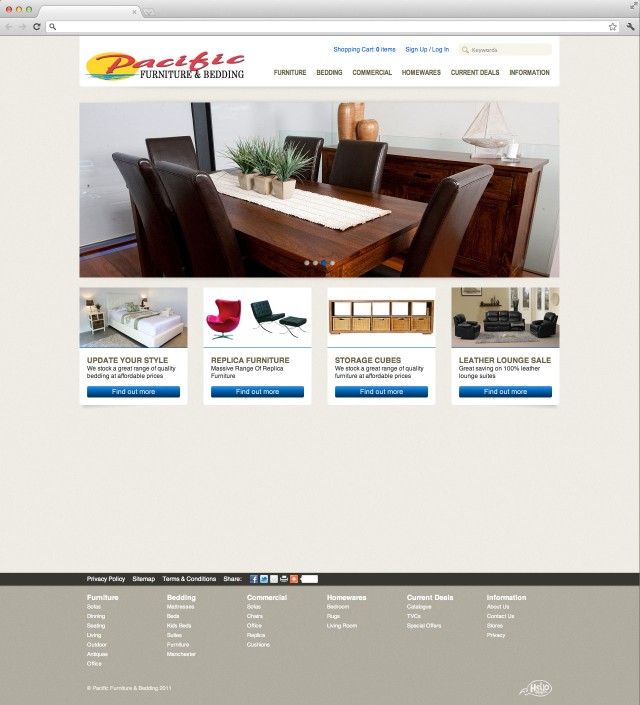 Shopping Cart: 0 items
Sign Up / Log In
Keywords
Pacific
FURNITURE & BEDDING
FURNITURE BEDDING COMMERCIAL HOMEWARES CURRENT DEALS INFORMATION
UPDATE YOUR STYLE
We stock a great range of quality
bedding at affordable prices
Find out more
REPLICA FURNITURE
Massive Range Of Replica
Furniture
Find out more
STORAGE CUBES
We stock a great range of quality
furniture at affordable prices
Find out more
LEATHER LOUNGE SALE
Great saving on 100% leather
lounge suites
Find out more
Privacy Policy Sitemap Terms & Conditions Share:
Furniture
Sofas
Dinning
Seating
Living
Outdoor
Antiques
Office
Bedding
Mattresses
Beds
Kids Beds
Suites
Furniture
Manchester
Commercial
Sofas
Chairs
Office
Replica
Cushions
Homewares
Bedroom
Rugs
Living Room
Current Deals
Catalogue
TVCs
Special Offers
Information
About Us
Contact Us
Stores
Privacy
© Pacific Furniture & Bedding 2011
Hello